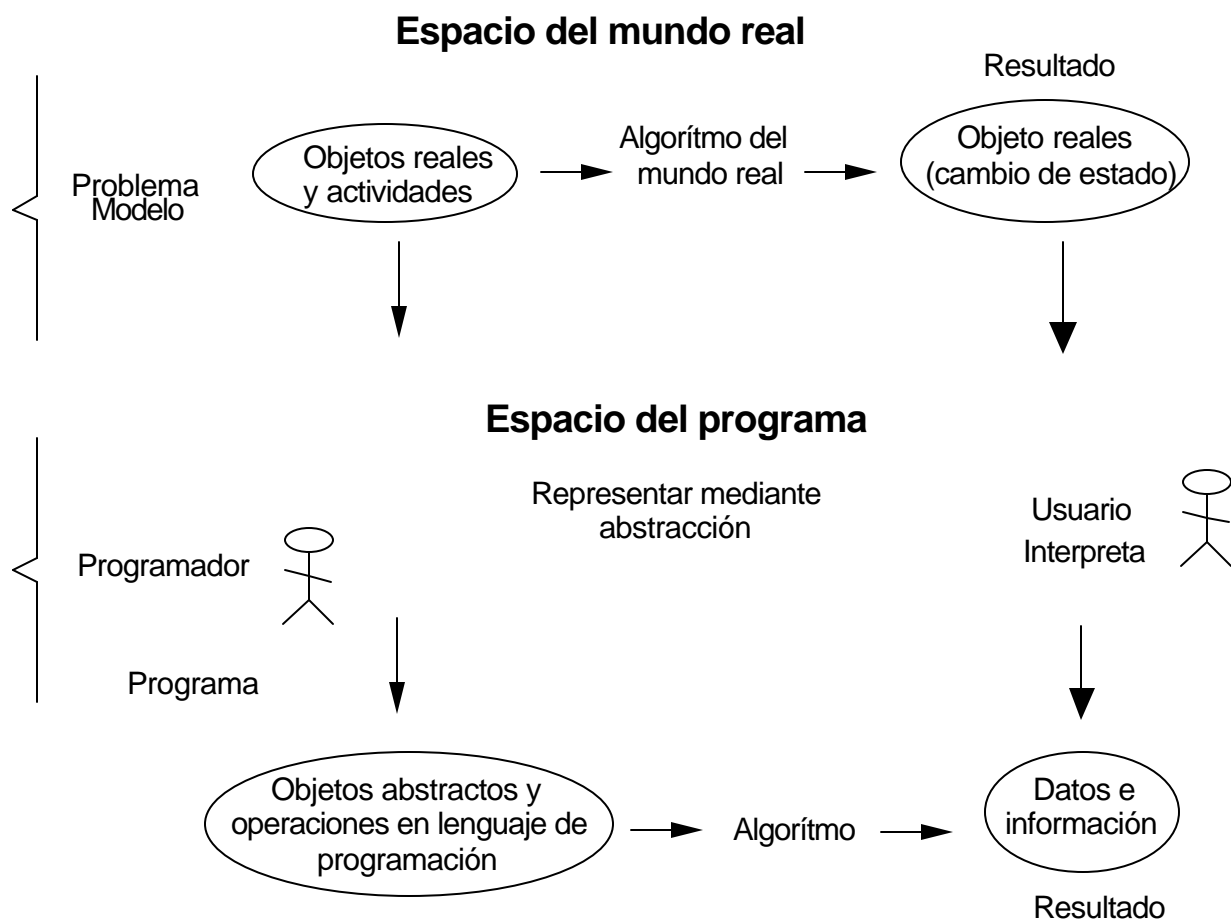 Espacio del mundo real
Resultado
Problema
Modelo
Objetos reales
y actividades
Algorítmo del
mundo real
Objeto reales
(cambio de estado)
Espacio del programa
Representar mediante
abstracción
Programador
Programa
Usuario
Interpreta
Objetos abstractos y
operaciones en lenguaje de
programación
Algorítmo
Datos e
información
Resultado